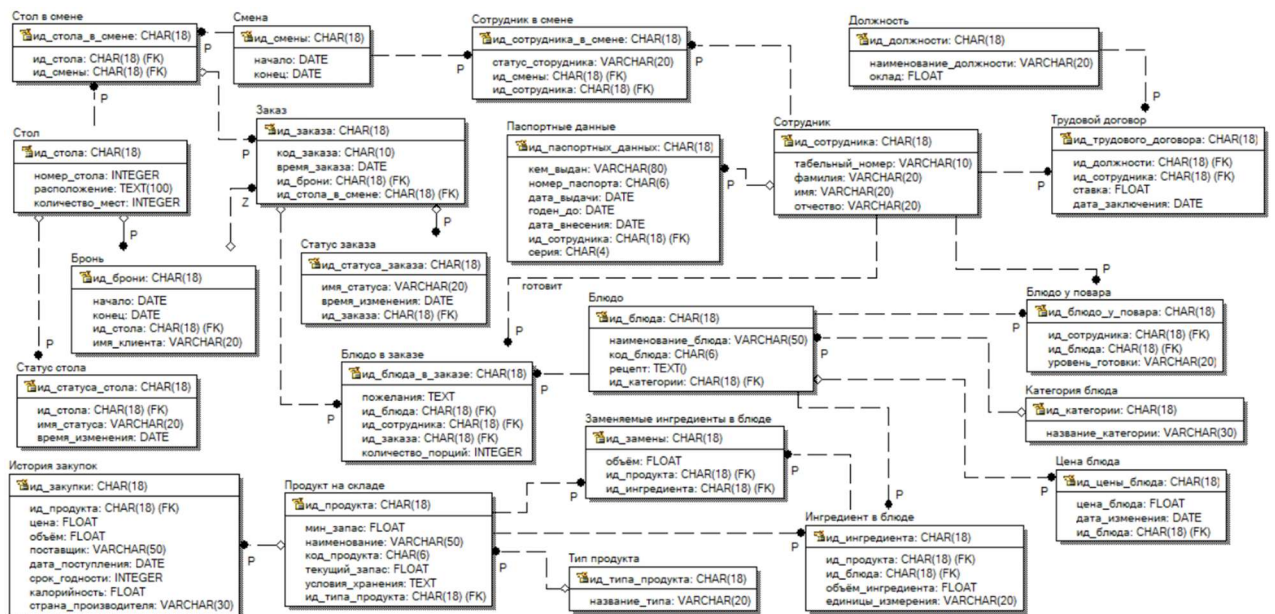 Стол в смене
ид_стола_в_смене: CHAR(18)
ид_стола: CHAR(18) (FK)
ид_смены: CHAR(18) (FK)
P
P
Смена
ид_смены: CHAR(18)
начало: DATE
конец: DATE
P
Сотрудник в смене
ид_сотрудника_в_смене: CHAR(18)
статус_сторудника: VARCHAR(20)
ид_смены: CHAR(18) (FK)
ид_сотрудника: CHAR(18) (FK)
P
Должность
ид_должности: CHAR(18)
наименование_должности: VARCHAR(20)
оклад: FLOAT
P
Стол
ид_стола: CHAR(18)
номер_стола: INTEGER
расположение: TEXT(100)
количество_мест: INTEGER
P
P
Заказ
ид_заказа: CHAR(18)
код_заказа: CHAR(10)
время_заказа: DATE
ид_брони: CHAR(18) (FK)
ид_стола_в_смене: CHAR(18) (FK)
P
Z
P
Паспортные данные
ид_паспортных_данных: CHAR(18)
кем_выдан: VARCHAR(80)
номер_паспорта: CHAR(6)
дата_выдачи: DATE
годен_до: DATE
дата_внесения: DATE
ид_сотрудника: CHAR(18) (FK)
серия: CHAR(4)
P
Сотрудник
ид_сотрудника: CHAR(18)
табельный_номер: VARCHAR(10)
фамилия: VARCHAR(20)
имя: VARCHAR(20)
отчество: VARCHAR(20)
P
Трудовой договор
ид_трудового_договора: CHAR(18)
ид_должности: CHAR(18) (FK)
ид_сотрудника: CHAR(18) (FK)
ставка: FLOAT
дата_заключения: DATE
Бронь
ид_брони: CHAR(18)
начало: DATE
конец: DATE
ид_стола: CHAR(18) (FK)
имя_клиента: VARCHAR(20)
P
Статус заказа
ид_статуса_заказа: CHAR(18)
имя_статуса: VARCHAR(20)
время_изменения: DATE
ид_заказа: CHAR(18) (FK)
готовит
P
Блюдо
ид_блюда: CHAR(18)
наименование_блюда: VARCHAR(50)
код_блюда: CHAR(6)
рецепт: TEXT()
ид_категории: CHAR(18) (FK)
P
P
Блюдо у повара
ид_блюдо_у_повара: CHAR(18)
ид_сотрудника: CHAR(18) (FK)
ид_блюда: CHAR(18) (FK)
уровень_готовки: VARCHAR(20)
Статус стола
ид_статуса_стола: CHAR(18)
ид_стола: CHAR(18) (FK)
имя_статуса: VARCHAR(20)
время_изменения: DATE
Блюдо в заказе
ид_блюда_в_заказе: CHAR(18)
пожелания: TEXT
ид_блюда: CHAR(18) (FK)
ид_сотрудника: CHAR(18) (FK)
ид_заказа: CHAR(18) (FK)
количество_порций: INTEGER
P
P
P
Категория блюда
ид_категории: CHAR(18)
название_категории: VARCHAR(30)
Заменяемые ингредиенты в блюде
ид_замены: CHAR(18)
объём: FLOAT
ид_продукта: CHAR(18) (FK)
ид_ингредиента: CHAR(18) (FK)
P
P
P
Цена блюда
ид_цены_блюда: CHAR(18)
цена_блюда: FLOAT
дата_изменения: DATE
ид_блюда: CHAR(18) (FK)
P
История закупок
ид_закупки: CHAR(18)
ид_продукта: CHAR(18) (FK)
цена: FLOAT
объём: FLOAT
поставщик: VARCHAR(50)
дата_поступления: DATE
срок_годности: INTEGER
калорийность: FLOAT
страна_производителя: VARCHAR(30)
P
Продукт на складе
ид_продукта: CHAR(18)
мин_запас: FLOAT
наименование: VARCHAR(50)
код_продукта: CHAR(6)
текущий_запас: FLOAT
условия_хранения: TEXT
ид_типа_продукта: CHAR(18) (FK)
P
Тип продукта
ид_типа_продукта: CHAR(18)
название_типа: VARCHAR(20)
P
Ингредиент в блюде
ид_ингредиента: CHAR(18)
ид_продукта: CHAR(18) (FK)
ид_блюда: CHAR(18) (FK)
объём_ингредиента: FLOAT
единицы_измерения: VARCHAR(20)